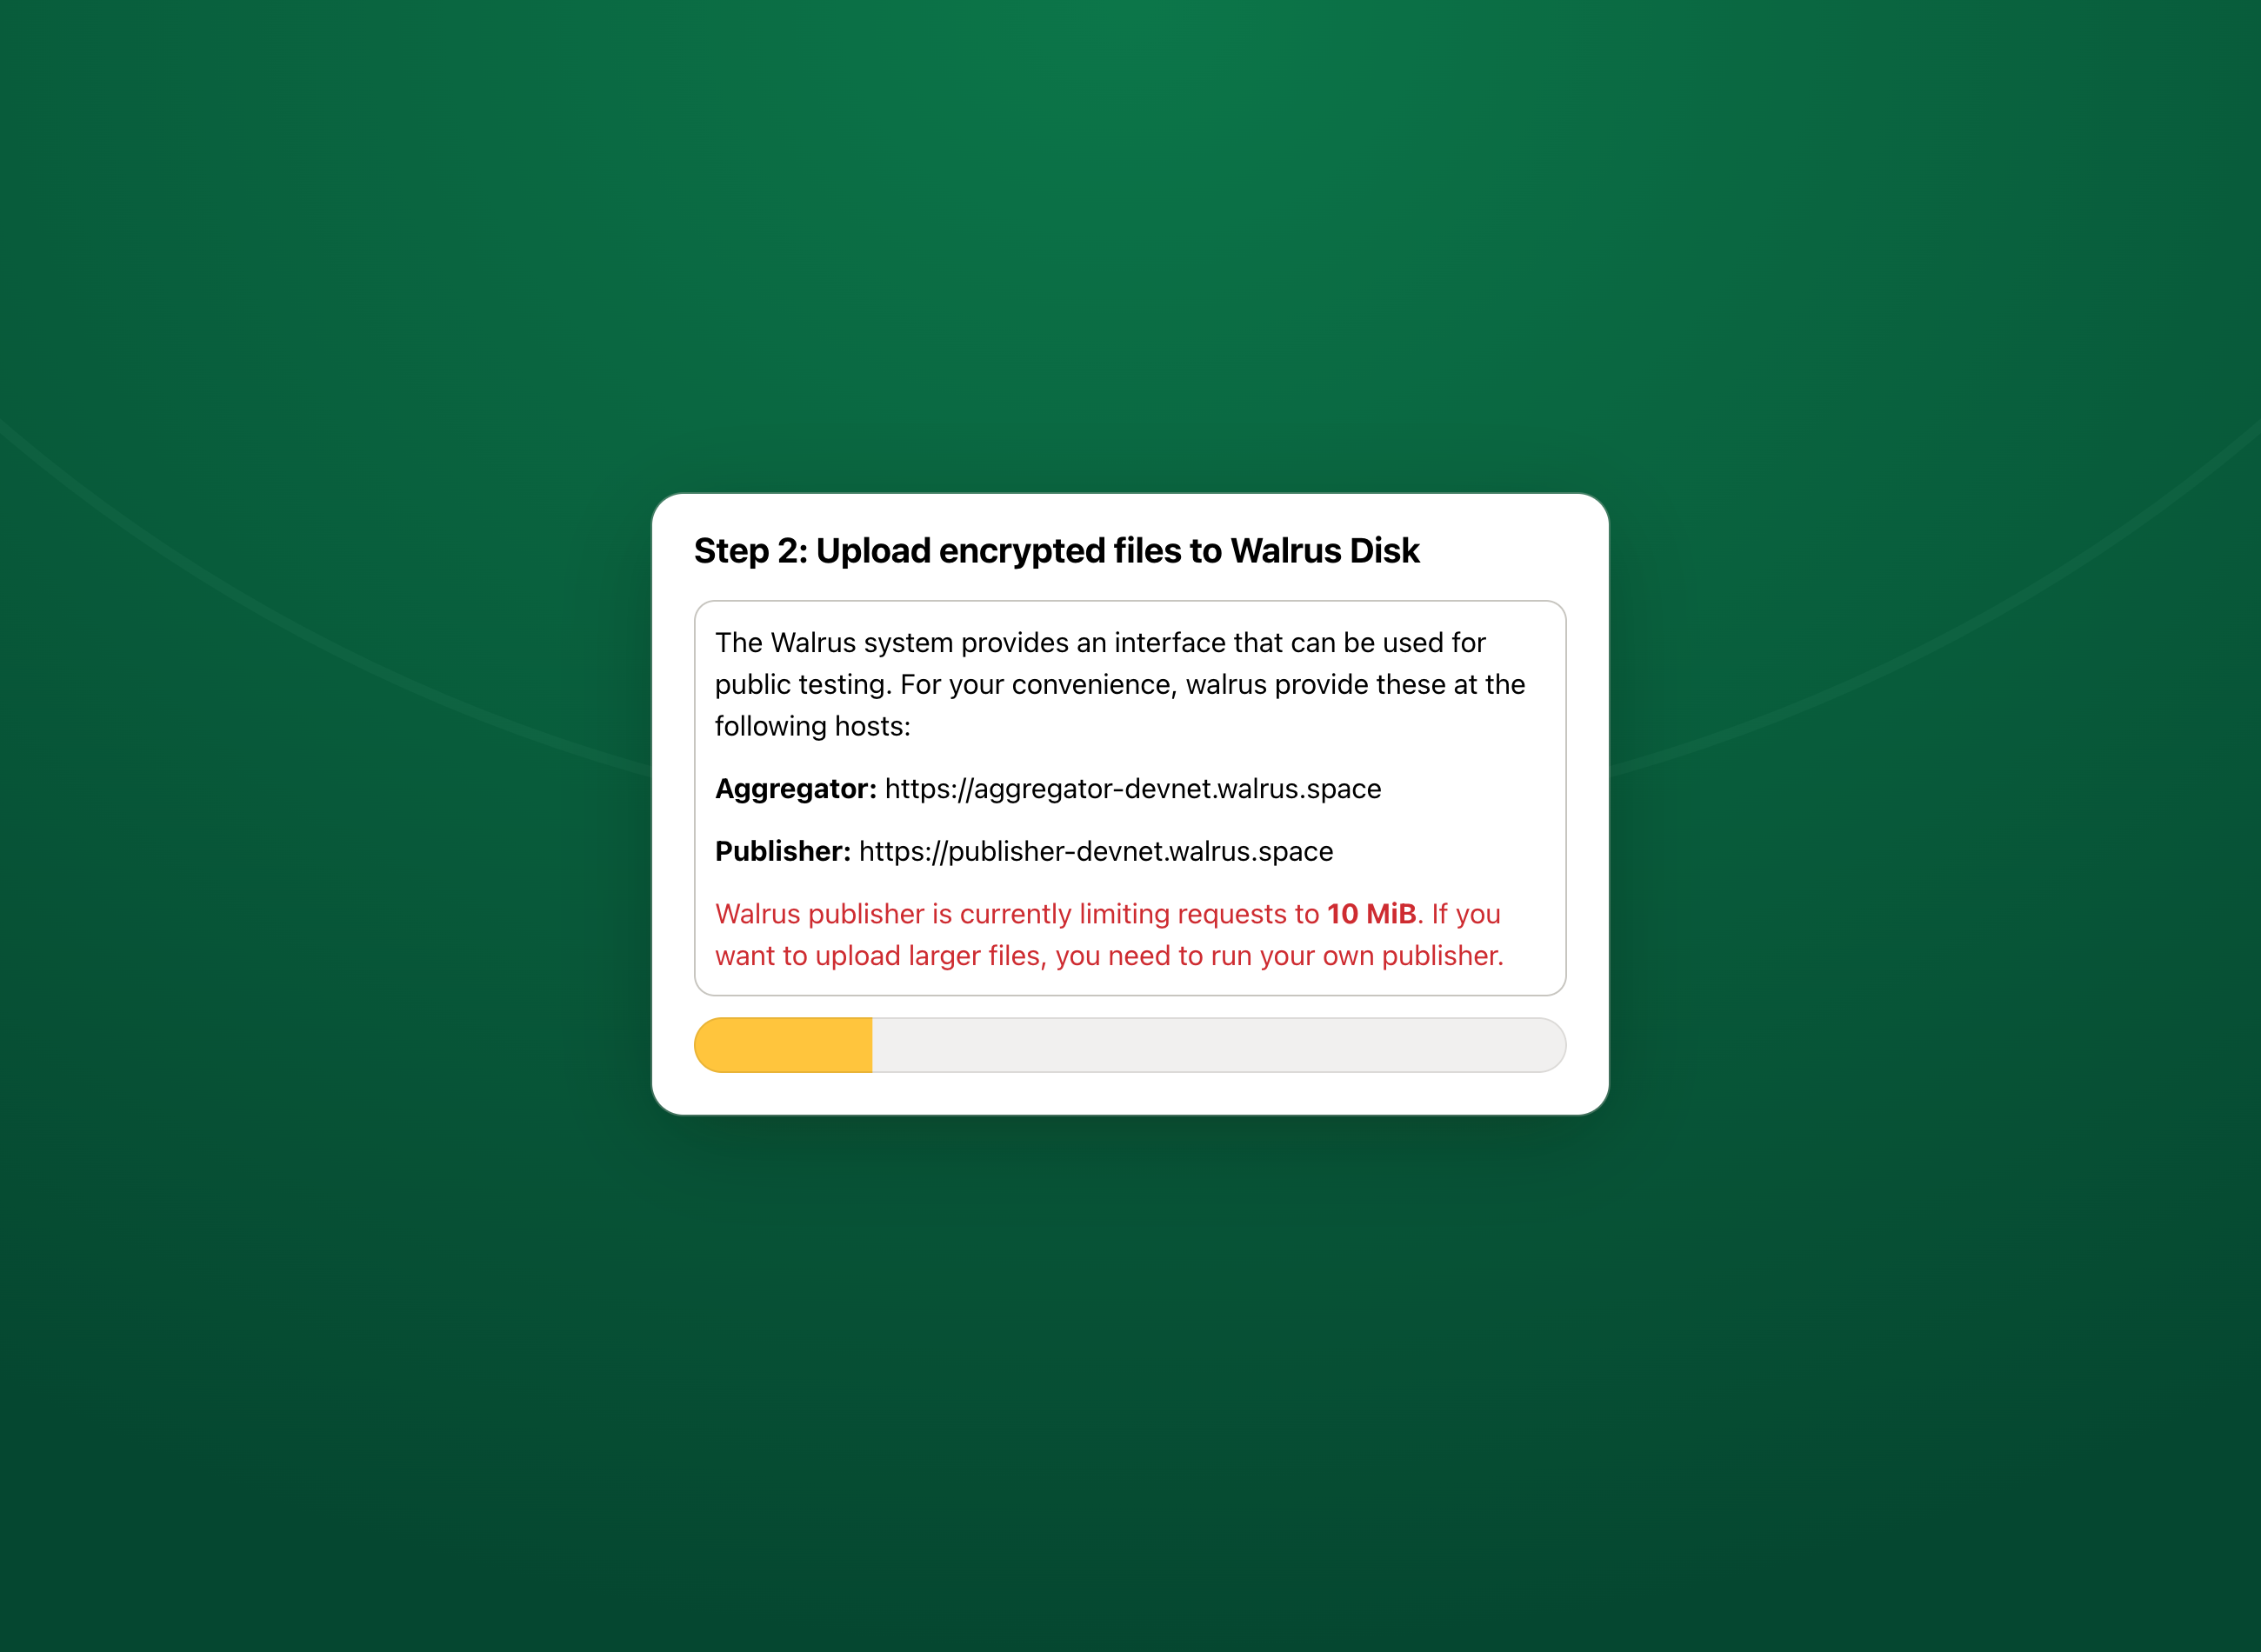 Step 2: Upload encrypted files to Walrus Disk
The Walrus system provides an interface that can be used for
public testing. For your convenience, walrus provide these at the
following hosts:
Aggregator: https://aggregator-devnet.walrus.space
Publisher: https://publisher-devnet.walrus.space
Walrus publisher is currently limiting requests to 10 MiB. If you
want to upload larger files, you need to run your own publisher.